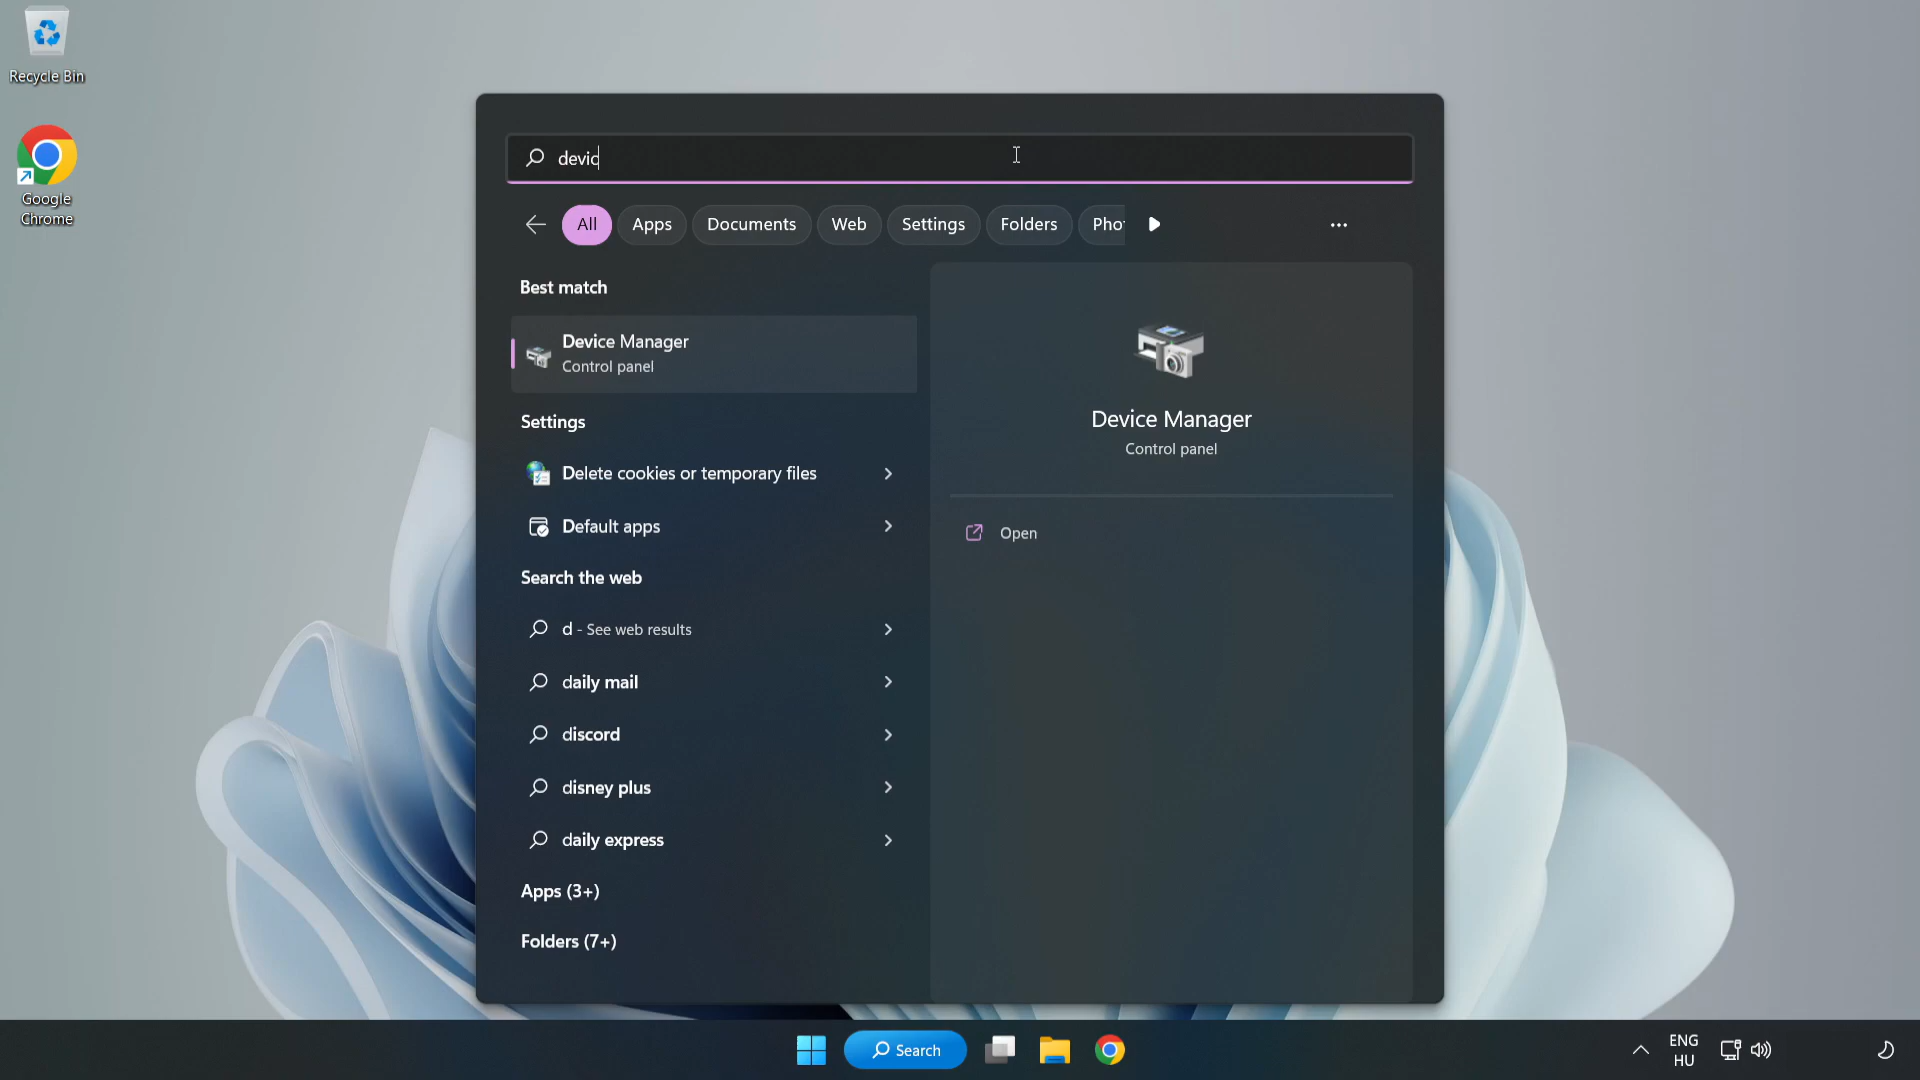 Recycle Bin
Google
Chrome
devic
All
Apps
Documents
Web
Settings
Folders
Pho
Best match
Device Manager
Control panel
Settings
Delete cookies or temporary files
Default apps
Search the web
d - See web results
daily mail
discord
disney plus
daily express
Apps (3+)
Folders (7+)
Device Manager
Control panel
Open
Search
ENG
HU